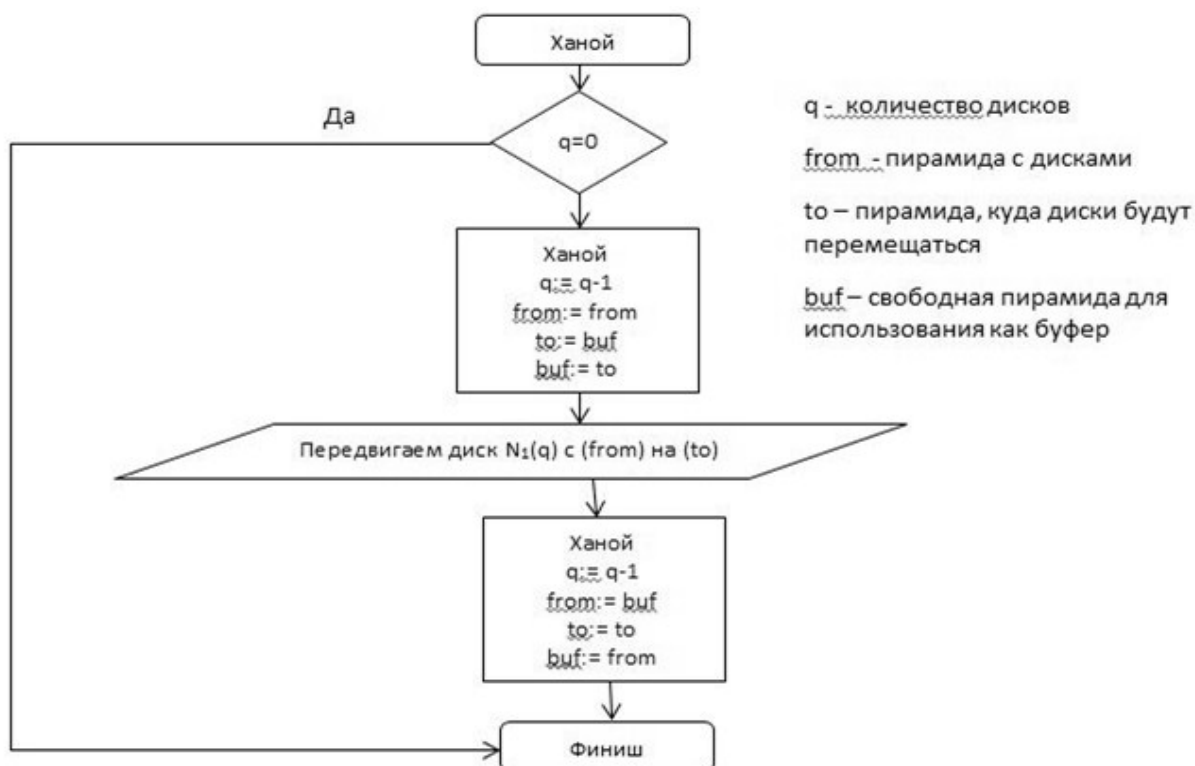 Ханой
Да
q=0
Ханой
q:= q-1
from:= from
to:= buf
buf:= to
Передвигаем диск N₁(q) с (from) на (to)
Ханой
q:= q-1
from:= buf
to:= to
buf:= from
Финиш
q - количество дисков
from - пирамида с дисками
to – пирамида, куда диски будут
перемещаться
buf – свободная пирамида для
использования как буфер